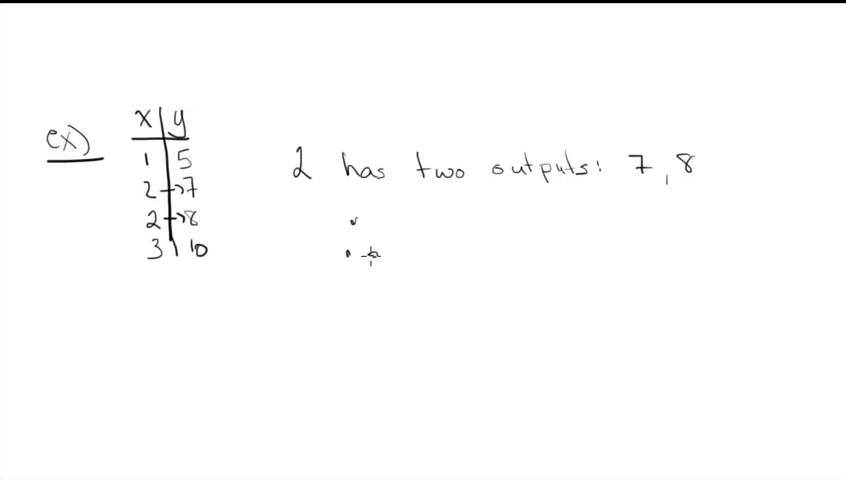 ex)
x | y
1 | 5
2 → 7
2 → 8
3 | 10
2 has two outputs: 7, 8
∴